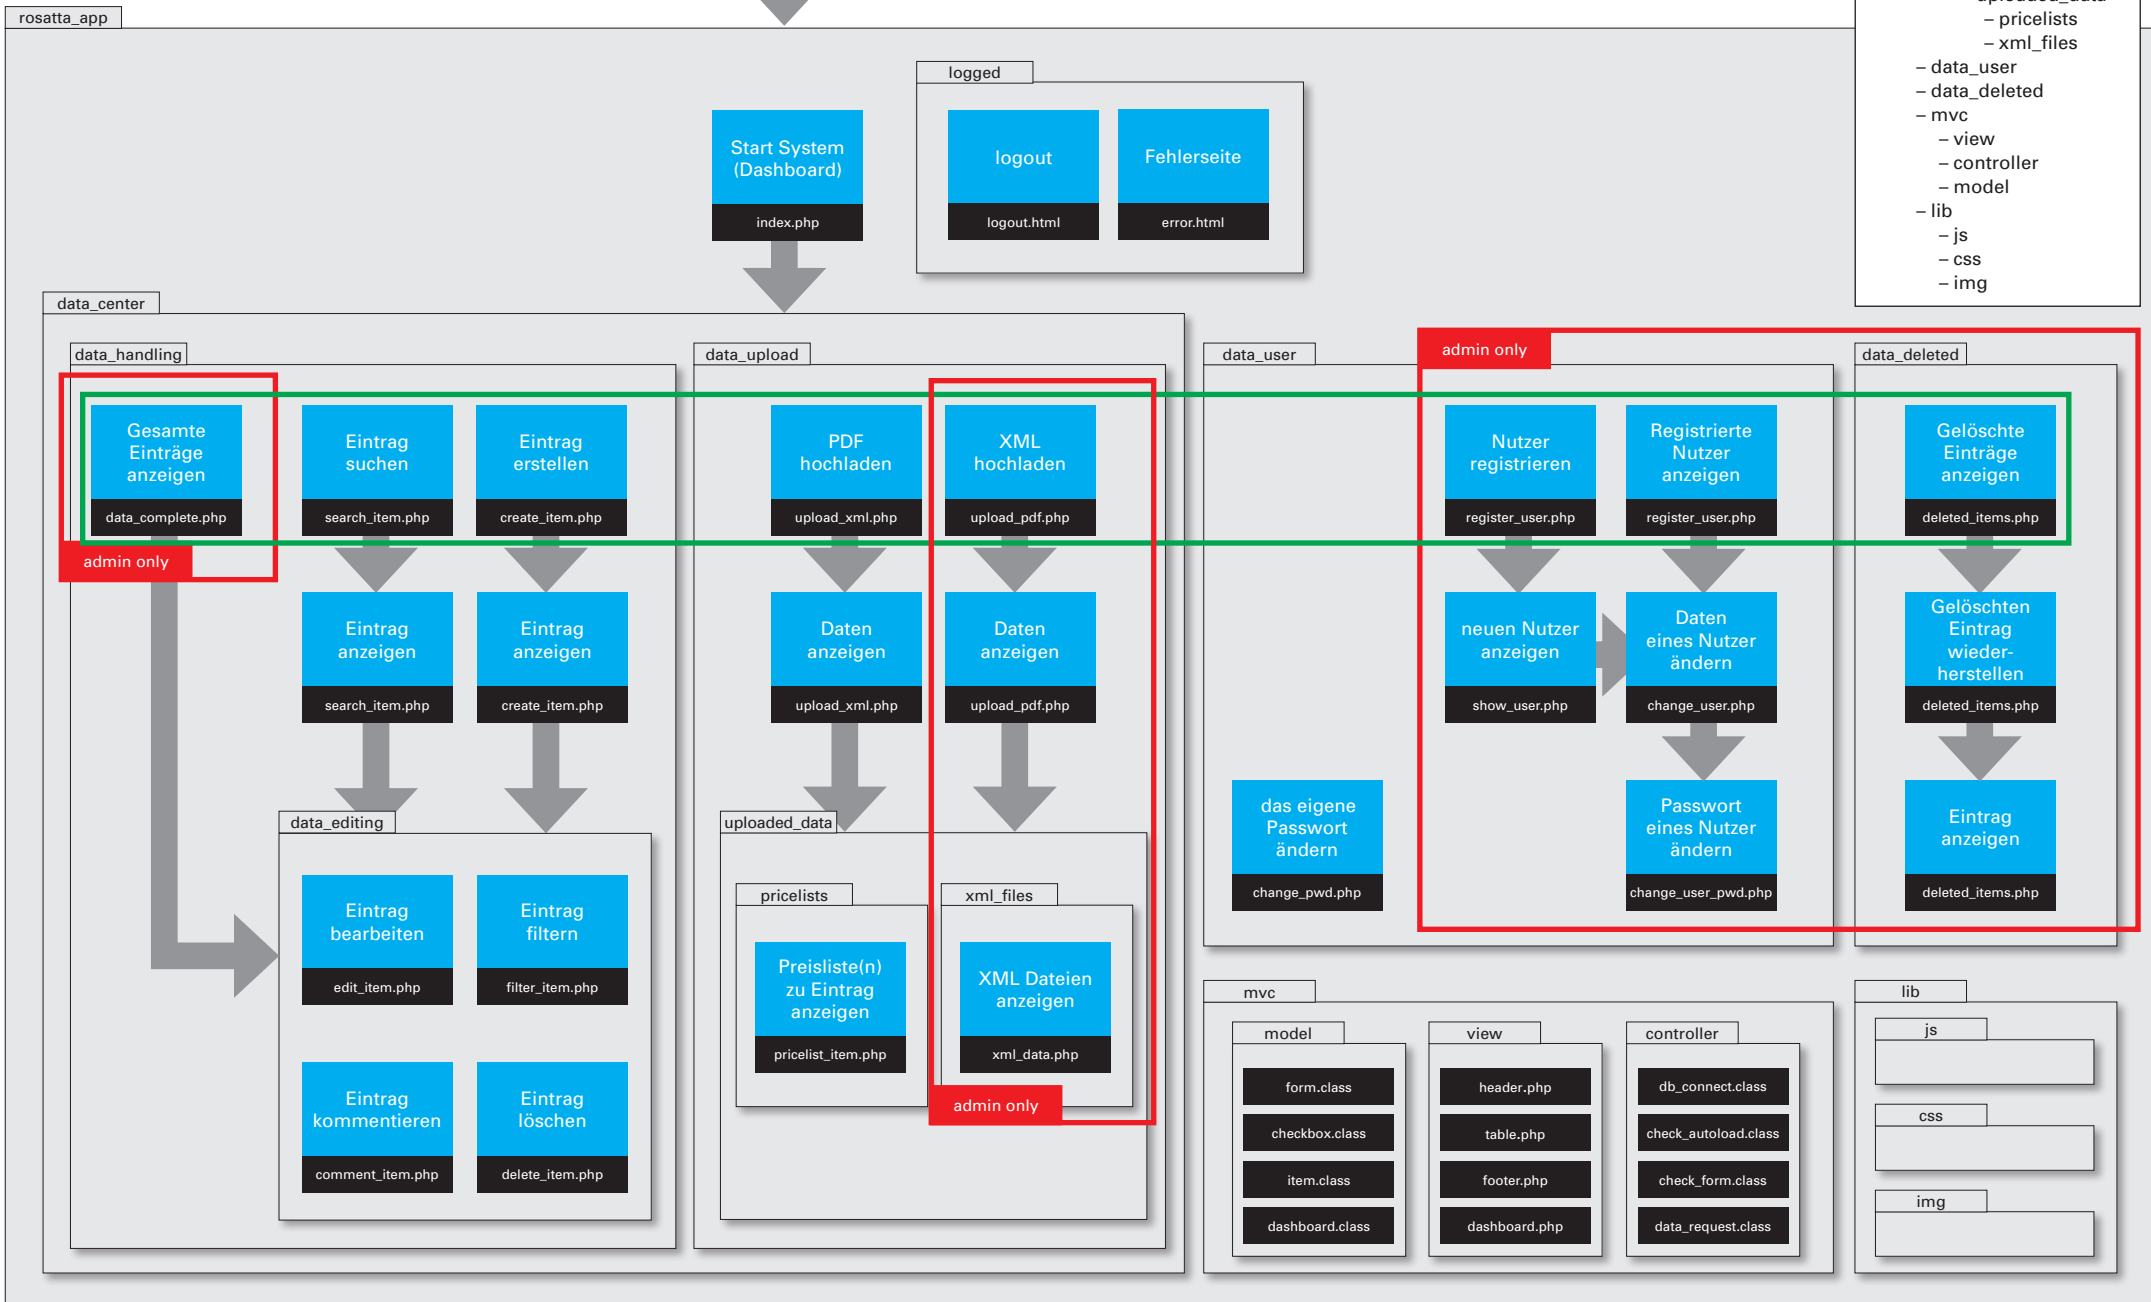 rosatta_app
uploaded_data
– pricelists
– xml_files
– data_user
– data_deleted
– mvc
– view
– controller
– model
– lib
– js
– css
– img
logged
Start System
(Dashboard)
index.php
logout
logout.html
Fehlerseite
error.html
data_center
data_handling
Gesamte
Einträge
anzeigen
data_complete.php
admin only
Eintrag
suchen
search_item.php
Eintrag
erstellen
create_item.php
Eintrag
anzeigen
search_item.php
Eintrag
anzeigen
create_item.php
data_editing
Eintrag
bearbeiten
edit_item.php
Eintrag
filtern
filter_item.php
Eintrag
kommentieren
comment_item.php
Eintrag
löschen
delete_item.php
data_upload
PDF
hochladen
upload_xml.php
XML
hochladen
upload_pdf.php
Daten
anzeigen
upload_xml.php
Daten
anzeigen
upload_pdf.php
uploaded_data
pricelists
Preisliste(n)
zu Eintrag
anzeigen
pricelist_item.php
xml_files
XML Dateien
anzeigen
xml_data.php
admin only
data_user
admin only
Nutzer
registrieren
register_user.php
Registrierte
Nutzer
anzeigen
register_user.php
neuen Nutzer
anzeigen
show_user.php
Daten
eines Nutzer
ändern
change_user.php
das eigene
Passwort
ändern
change_pwd.php
Passwort
eines Nutzer
ändern
change_user_pwd.php
data_deleted
Gelöschte
Einträge
anzeigen
deleted_items.php
Gelöschten
Eintrag
wieder-
herstellen
deleted_items.php
Eintrag
anzeigen
deleted_items.php
mvc
model
form.class
checkbox.class
item.class
dashboard.class
view
header.php
table.php
footer.php
dashboard.php
controller
db_connect.class
check_autoload.class
check_form.class
data_request.class
lib
js
css
img